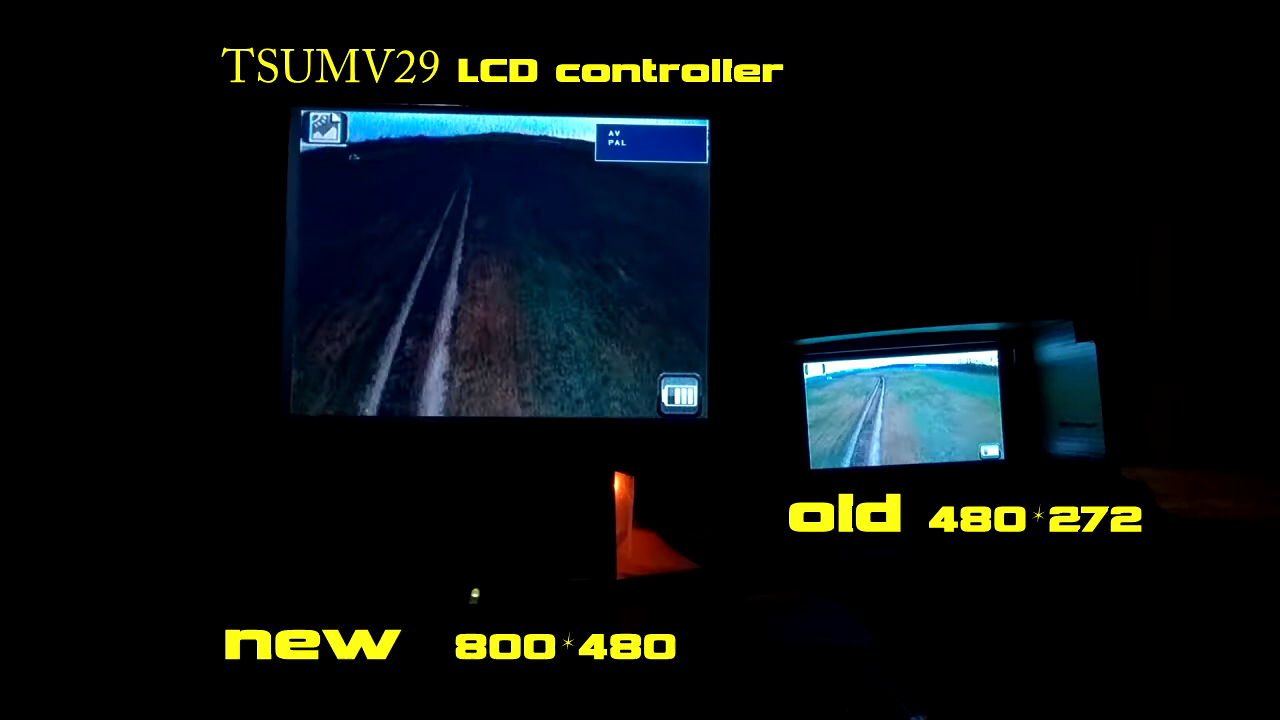 TSUMV29 LCD controller
AV
PAL
old 480*272
new 800*480